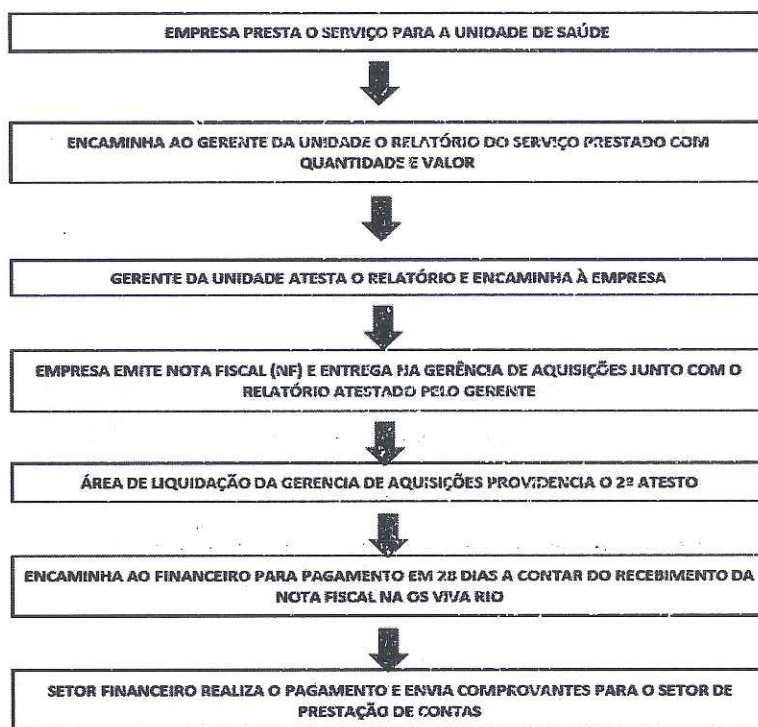 EMPRESA PRESTA O SERVIÇO PARA A UNIDADE DE SAÚDE
ENCAMINHA AO GERENTE DA UNIDADE O RELATÓRIO DO SERVIÇO PRESTADO COM
QUANTIDADE E VALOR
GERENTE DA UNIDADE ATESTA O RELATÓRIO E ENCAMINHA À EMPRESA
EMPRESA EMITE NOTA FISCAL (NF) E ENTREGA NA GERÊNCIA DE AQUISIÇÕES JUNTO COM O
RELATÓRIO ATESTADO PELO GERENTE
ÁREA DE LIQUIDAÇÃO DA GERENCIA DE AQUISIÇÕES PROVIDENCIA O 2º ATESTO
ENCAMINHA AO FINANCEIRO PARA PAGAMENTO EM 28 DIAS A CONTAR DO RECEBIMENTO DA
NOTA FISCAL NA OS VIVA RIO
SETOR FINANCEIRO REALIZA O PAGAMENTO E ENVIA COMPROVANTES PARA O SETOR DE
PRESTAÇÃO DE CONTAS